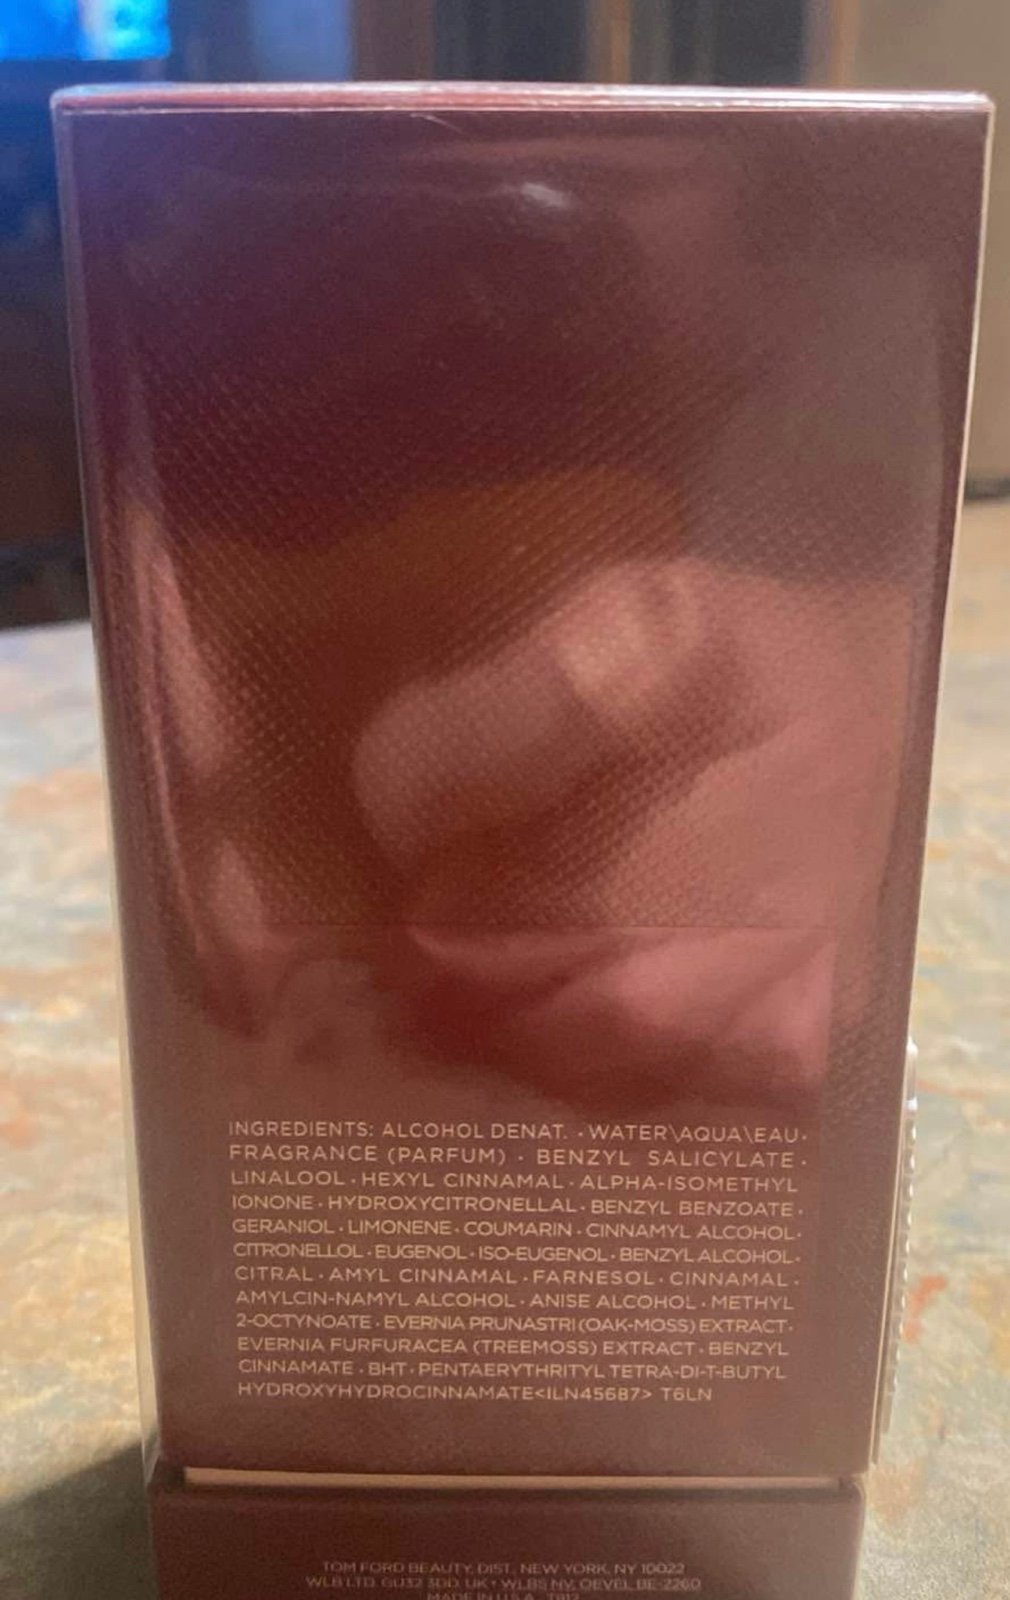 INGREDIENTS: ALCOHOL DENAT. · WATER\AQUA\EAU ·
FRAGRANCE (PARFUM) · BENZYL SALICYLATE ·
LINALOOL · HEXYL CINNAMAL · ALPHA-ISOMETHYL
IONONE · HYDROXYCITRONELLAL · BENZYL BENZOATE ·
GERANIOL · LIMONENE · COUMARIN · CINNAMYL ALCOHOL ·
CITRONELLOL · EUGENOL · ISO-EUGENOL · BENZYL ALCOHOL ·
CITRAL · AMYL CINNAMAL · FARNESOL · CINNAMAL ·
AMYLCIN-NAMYL ALCOHOL · ANISE ALCOHOL · METHYL
2-OCTYNOATE · EVERNIA PRUNASTRI (OAK-MOSS) EXTRACT ·
EVERNIA FURFURACEA (TREEMOSS) EXTRACT · BENZYL
CINNAMATE · BHT · PENTAERYTHRITYL TETRA-DI-T-BUTYL
HYDROXYHYDROCINNAMATE<ILN45687> T6LN
TOM FORD BEAUTY, DIST. NEW YORK, NY 10022
WLB LTD. GU32 3DD, UK · WLBS NV, OEVEL BE-2260
MADE IN U.S.A.